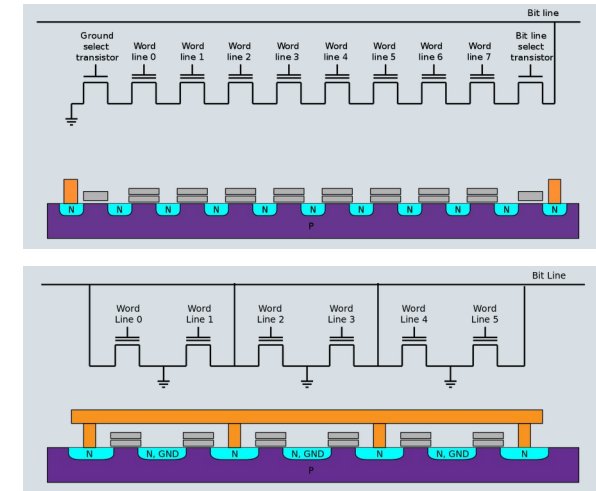 Bit line
Ground
select
transistor
Word
line 0
Word
line 1
Word
line 2
Word
line 3
Word
line 4
Word
line 5
Word
line 6
Word
line 7
Bit line
select
transistor
N N N N N N N N N N N
P
Bit Line
Word
Line 0
Word
Line 1
Word
Line 2
Word
Line 3
Word
Line 4
Word
Line 5
N N, GND N N, GND N N, GND N
P